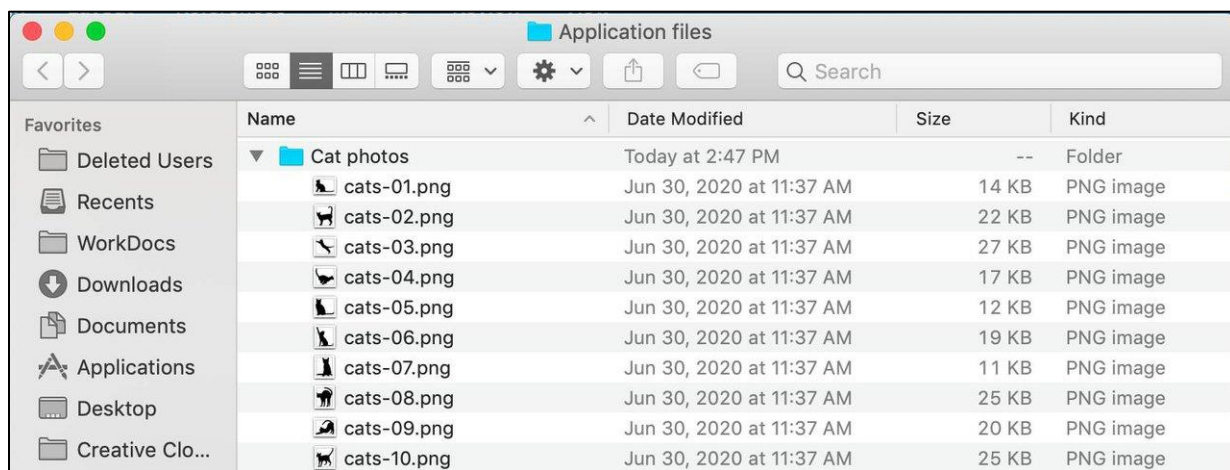 Application files
Search
Favorites
Deleted Users
Recents
WorkDocs
Downloads
Documents
Applications
Desktop
Creative Clo...
Name Date Modified Size Kind
Cat photos Today at 2:47 PM -- Folder
cats-01.png Jun 30, 2020 at 11:37 AM 14 KB PNG image
cats-02.png Jun 30, 2020 at 11:37 AM 22 KB PNG image
cats-03.png Jun 30, 2020 at 11:37 AM 27 KB PNG image
cats-04.png Jun 30, 2020 at 11:37 AM 17 KB PNG image
cats-05.png Jun 30, 2020 at 11:37 AM 12 KB PNG image
cats-06.png Jun 30, 2020 at 11:37 AM 19 KB PNG image
cats-07.png Jun 30, 2020 at 11:37 AM 11 KB PNG image
cats-08.png Jun 30, 2020 at 11:37 AM 25 KB PNG image
cats-09.png Jun 30, 2020 at 11:37 AM 20 KB PNG image
cats-10.png Jun 30, 2020 at 11:37 AM 25 KB PNG image